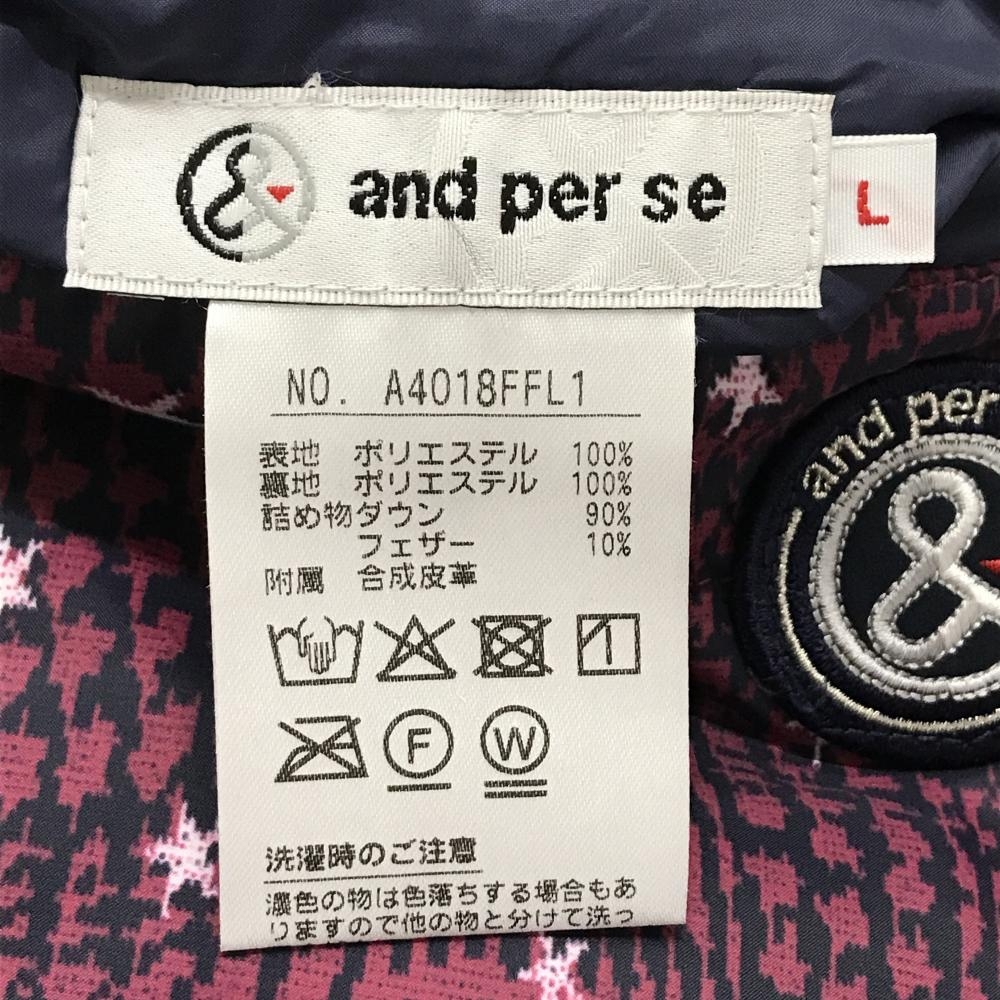 and per se
L
NO. A4018FFL1
表地 ポリエステル 100%
裏地 ポリエステル 100%
詰め物ダウン 90%
フェザー 10%
附属 合成皮革
F
W
洗濯時のご注意
濃色の物は色落ちする場合もあ
りますので他の物と分けて洗っ
and per